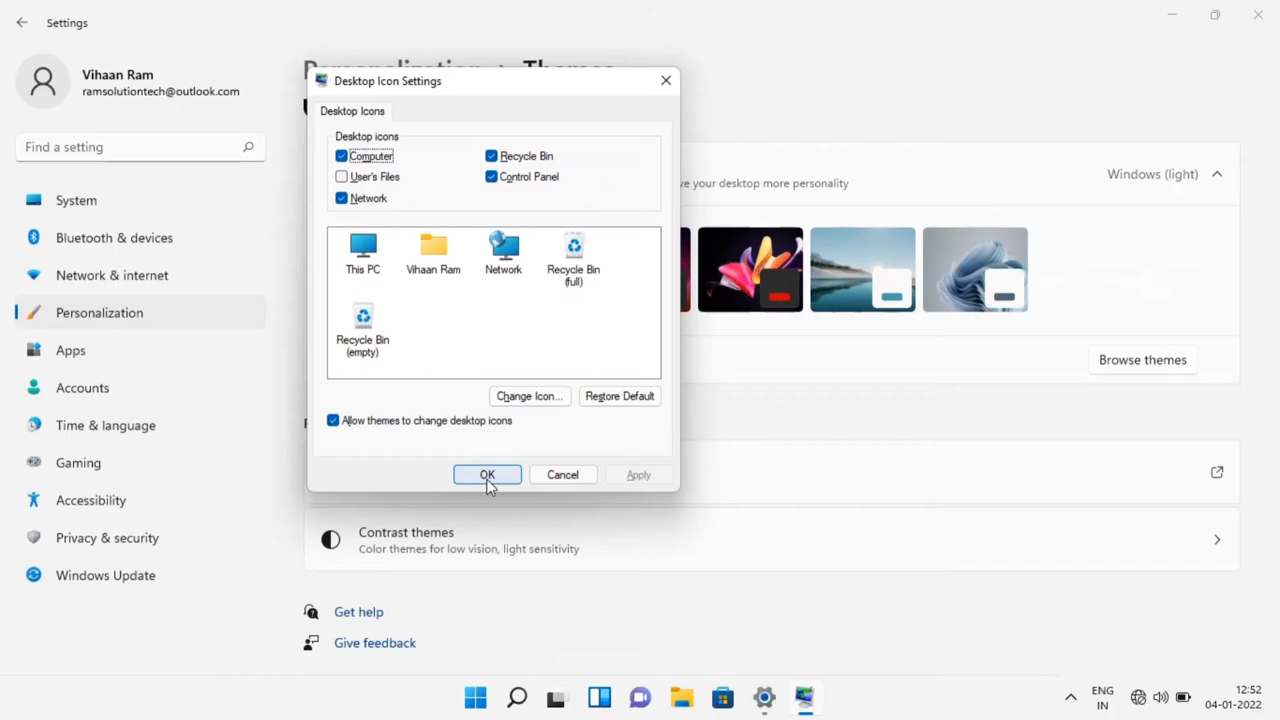 Settings
Vihaan Ram
ramsolutiontech@outlook.com
Find a setting
System
Bluetooth & devices
Network & internet
Personalization
Apps
Accounts
Time & language
Gaming
Accessibility
Privacy & security
Windows Update
Personalization > Themes
Desktop Icon Settings
Desktop Icons
Desktop icons
Computer
Recycle Bin
User's Files
Control Panel
Network
This PC
Vihaan Ram
Network
Recycle Bin
(full)
Recycle Bin
(empty)
Change Icon...
Restore Default
Allow themes to change desktop icons
OK
Cancel
Apply
ve your desktop more personality
Windows (light)
Browse themes
Contrast themes
Color themes for low vision, light sensitivity
Get help
Give feedback
ENG
IN
12:52
04-01-2022